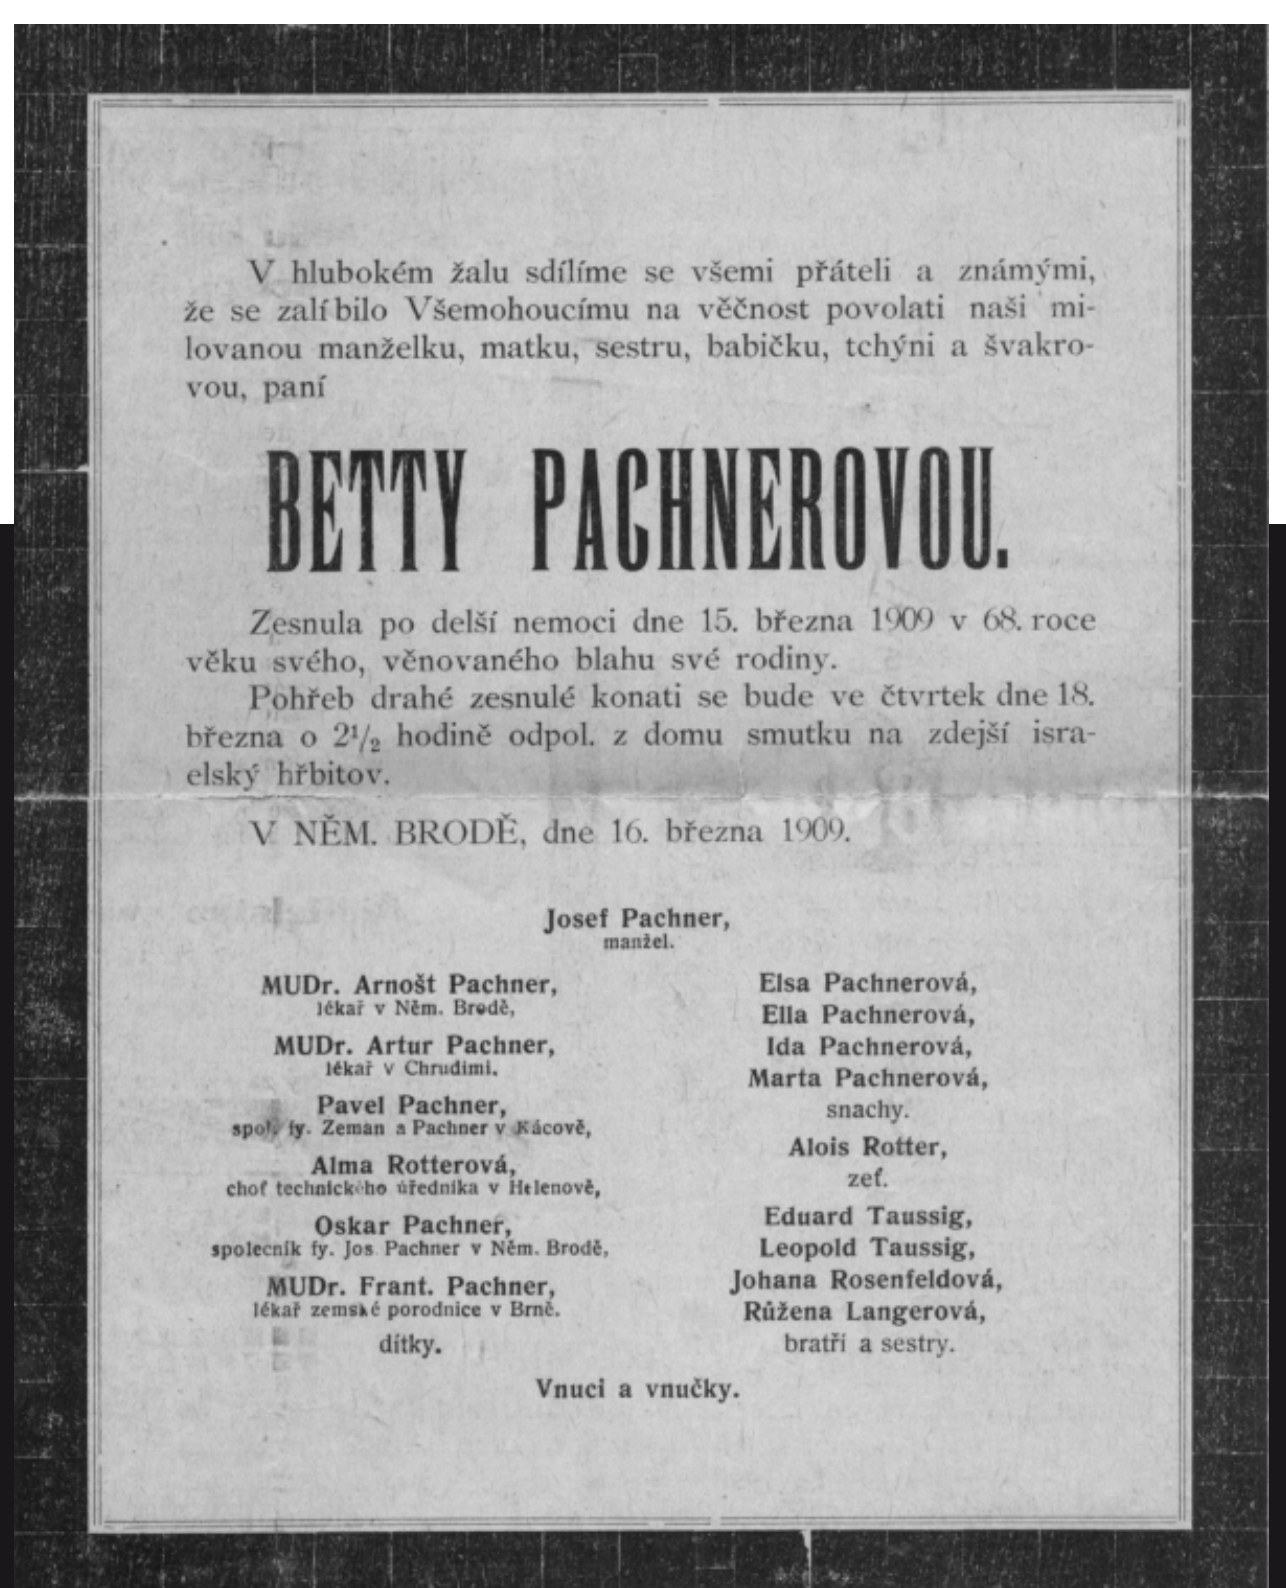 V hlubokém žalu sdílíme se všemi přáteli a známými,
že se zalíbilo Všemohoucímu na věčnost povolati naši mi-
lovanou manželku, matku, sestru, babičku, tchýni a švakro-
vou, paní
BETTY PACHNEROVOU.
Zesnula po delší nemoci dne 15. března 1909 v 68. roce
věku svého, věnovaného blahu své rodiny.
Pohřeb drahé zesnulé konati se bude ve čtvrtek dne 18.
března o 2 1/2 hodině odpol. z domu smutku na zdejší isra-
elský hřbitov.
V NĚM. BRODĚ, dne 16. března 1909.
Josef Pachner,
manžel.
MUDr. Arnošt Pachner,
lékař v Něm. Brodě,
MUDr. Artur Pachner,
lékař v Chrudimi.
Pavel Pachner,
spol. fy. Zeman a Pachner v Kácově,
Alma Rotterová,
choť technického úředníka v Helenově,
Oskar Pachner,
společník fy. Jos Pachner v Něm. Brodě,
MUDr. Frant. Pachner,
lékař zemské porodnice v Brně.
dítky.
Elsa Pachnerová,
Ella Pachnerová,
Ida Pachnerová,
Marta Pachnerová,
snachy.
Alois Rotter,
zeť.
Eduard Taussig,
Leopold Taussig,
Johana Rosenfeldová,
Růžena Langerová,
bratři a sestry.
Vnuci a vnučky.